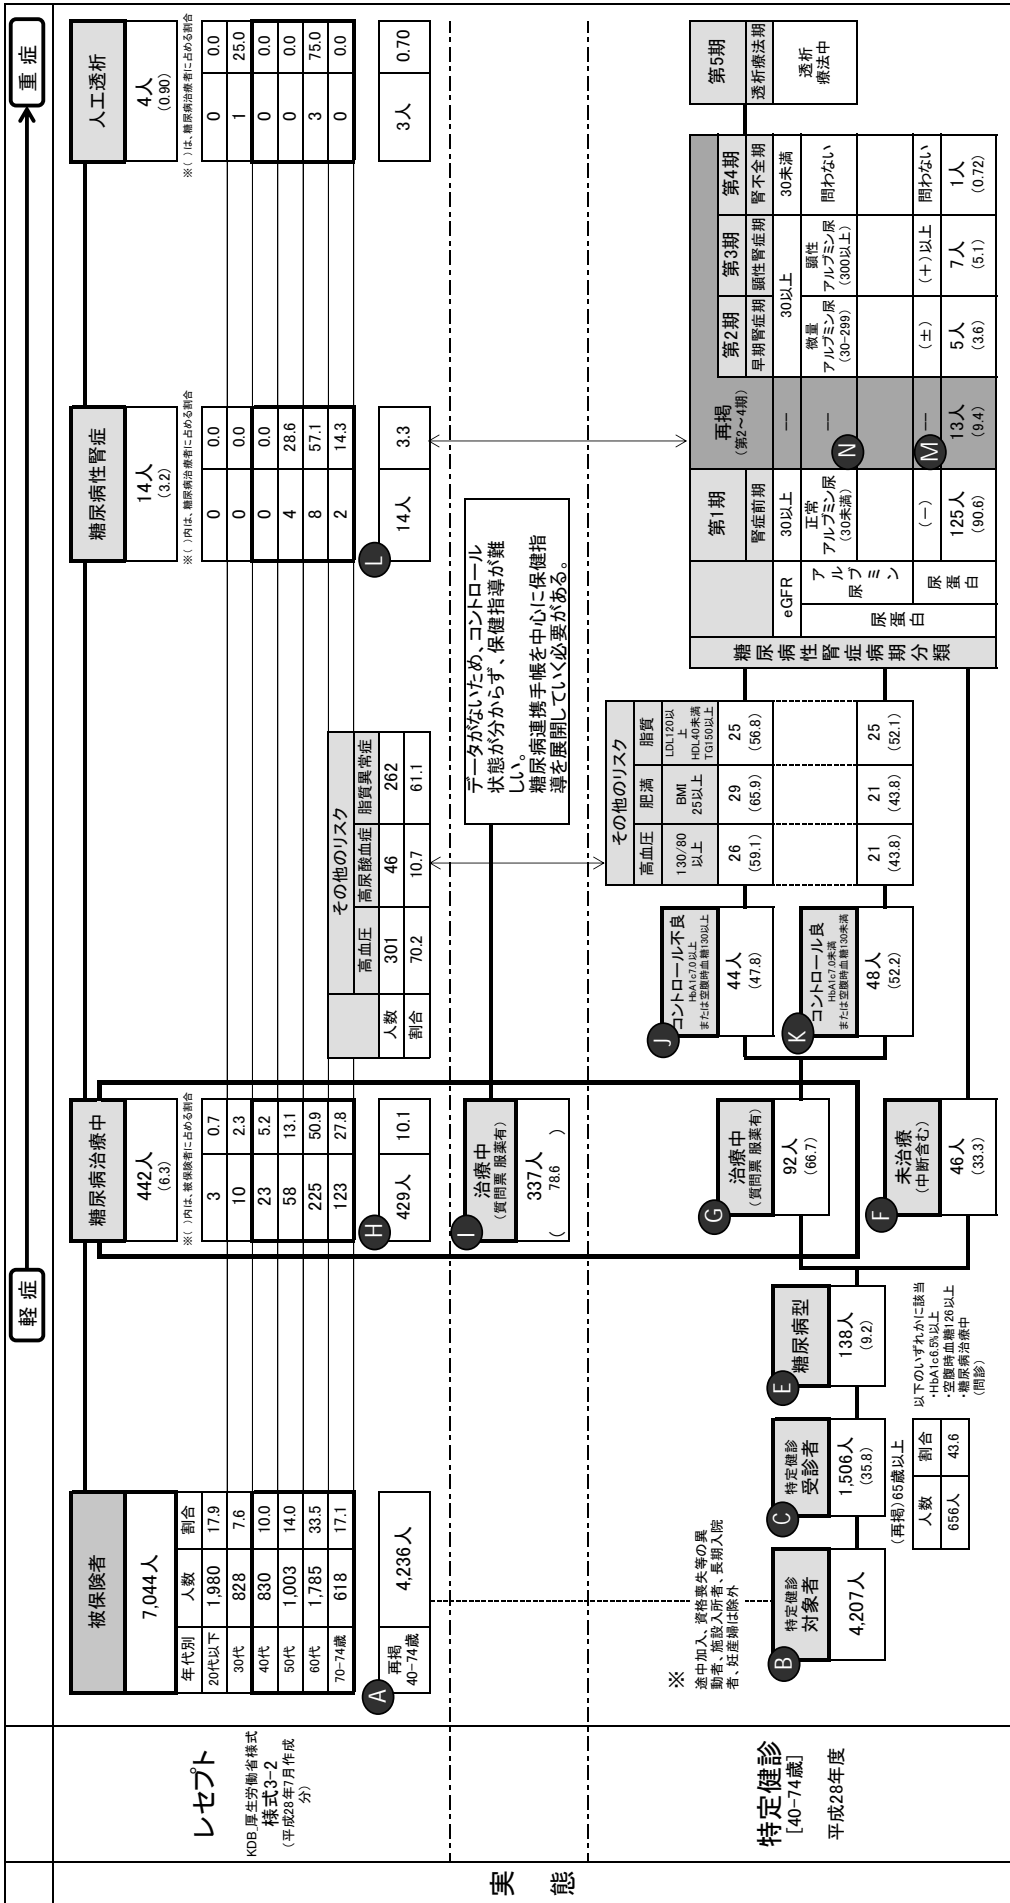 軽症
重症
実態
レセプト
KDB_厚生労働省様式
様式3-2
(平成28年7月作成
分)
被保険者
7,044人
年代別 人数 割合
20代以下 1,980 17.9
30代 828 7.6
40代 830 10.0
50代 1,003 14.0
60代 1,785 33.5
70-74歳 618 17.1
A
再掲
40-74歳
4,236人
糖尿病治療中
442人
(6.3)
※( )内は、被保険者に占める割合
3 0.7
10 2.3
23 5.2
58 13.1
225 50.9
123 27.8
H
429人 10.1
その他のリスク
高血圧 高尿酸血症 脂質異常症
人数 301 46 262
割合 70.2 10.7 61.1
糖尿病性腎症
14人
(3.2)
※( )内は、糖尿病治療者に占める割合
0 0.0
0 0.0
0 0.0
4 28.6
8 57.1
2 14.3
L
14人 3.3
人工透析
4人
(0.90)
※( )は、糖尿病治療者に占める割合
0 0.0
1 25.0
0 0.0
0 0.0
3 75.0
0 0.0
3人 0.70
I
治療中
(質問票 服薬有)
337人
( 78.6 )
データがないため、コントロール
状態が分からず、保健指導が難
しい。
糖尿病連携手帳を中心に保健指
導を展開していく必要がある。
特定健診
[40-74歳]
平成28年度
※
途中加入、資格喪失等の異
動者、施設入所者、長期入院
者、妊産婦は除外
B
特定健診
対象者
4,207人
C
特定健診
受診者
1,506人
(35.8)
(再掲)65歳以上
人数 割合
656人 43.6
E
糖尿病型
138人
(9.2)
以下のいずれかに該当
・HbA1c6.5%以上
・空腹時血糖126以上
・糖尿病治療中
(問診)
G
治療中
(質問票 服薬有)
92人
(66.7)
F
未治療
(中断含む)
46人
(33.3)
J
コントロール不良
HbA1c7.0以上
または空腹時血糖130以上
44人
(47.8)
K
コントロール良
HbA1c7.0未満
または空腹時血糖130未満
48人
(52.2)
その他のリスク
高血圧 肥満 脂質
130/80
以上
BMI
25以上
LDL120以
上
HDL40未満
TG150以上
26 29 25
(59.1) (65.9) (56.8)
21 21 25
(43.8) (43.8) (52.1)
糖尿病性腎症病期分類
第1期 再掲
(第2~4期) 第2期 第3期 第4期 第5期
腎症前期 早期腎症期 顕性腎症期 腎不全期 透析療法期
eGFR 30以上 ― 30以上 30未満 透析
療法中
尿蛋白
アルブミン尿
正常
アルブミン尿
(30未満)
―
N
微量
アルブミン尿
(30-299)
顕性
アルブミン尿
(300以上)
問わない
尿蛋白 (-) ― (±) (+)以上 問わない
M
125人 13人 5人 7人 1人
(90.6) (9.4) (3.6) (5.1) (0.72)